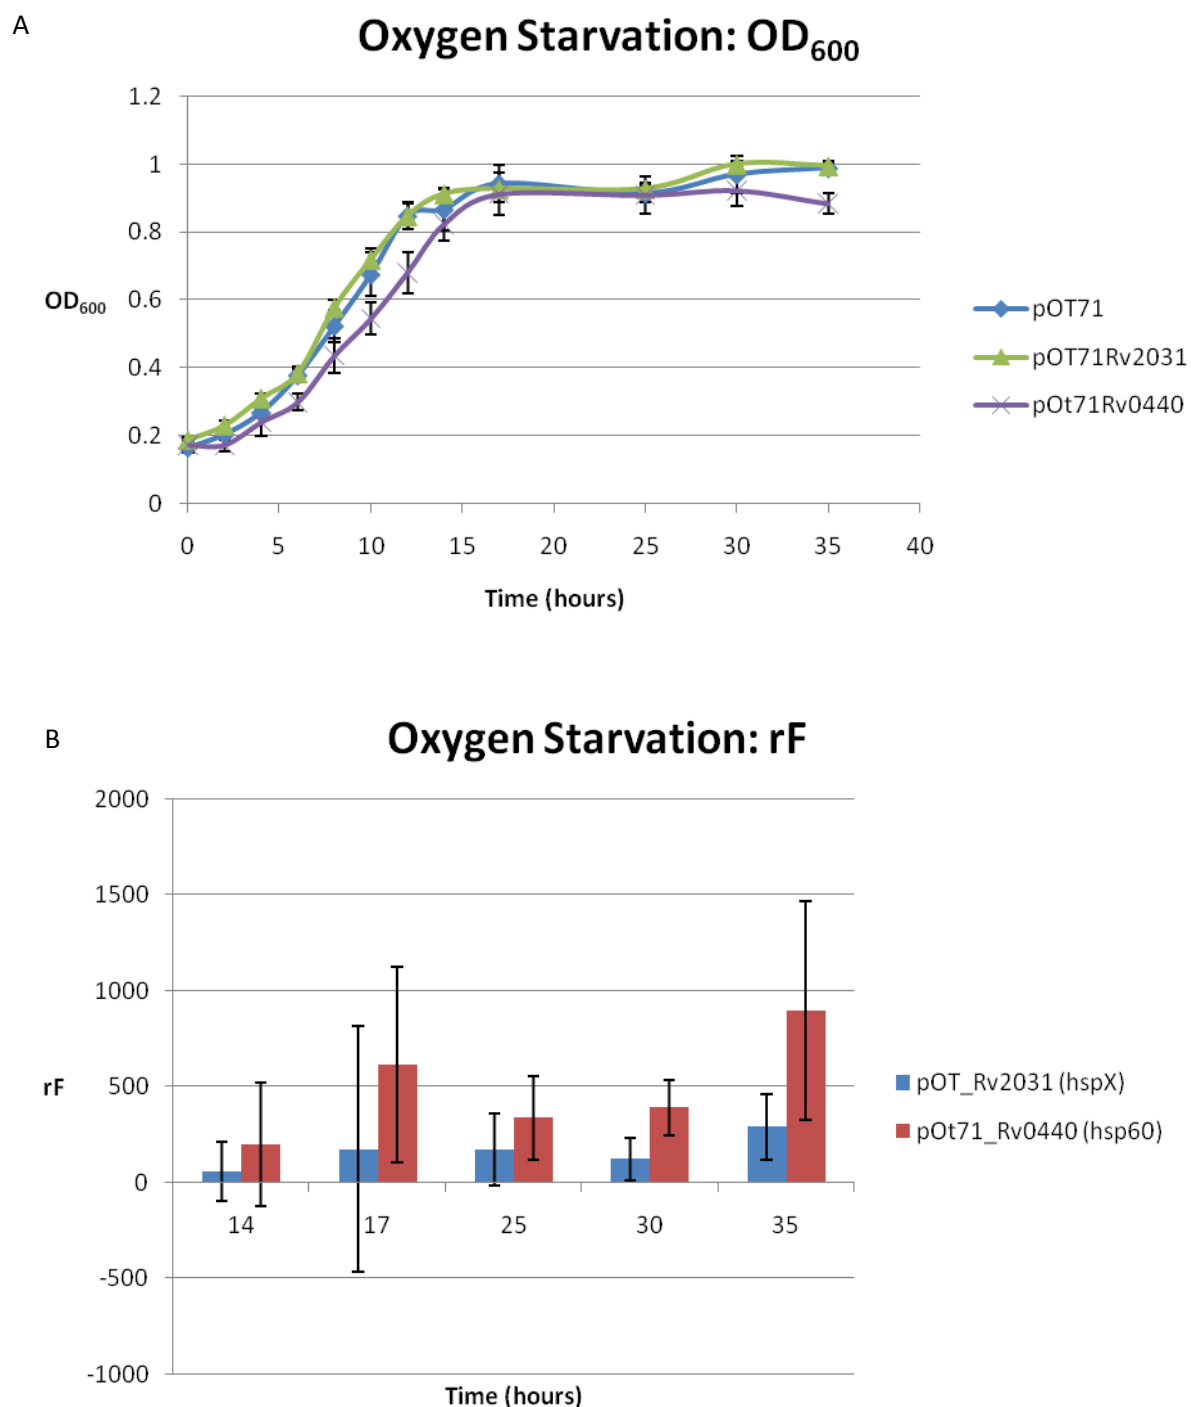 A
Oxygen Starvation: OD600
1.2
1
0.8
0.6
0.4
0.2
0
OD600
0 5 10 15 20 25 30 35 40
Time (hours)
pOT71
pOT71Rv2031
pOt71Rv0440
B
Oxygen Starvation: rF
2000
1500
1000
500
0
-500
-1000
rF
14 17 25 30 35
Time (hours)
pOT_Rv2031 (hspX)
pOt71_Rv0440 (hsp60)